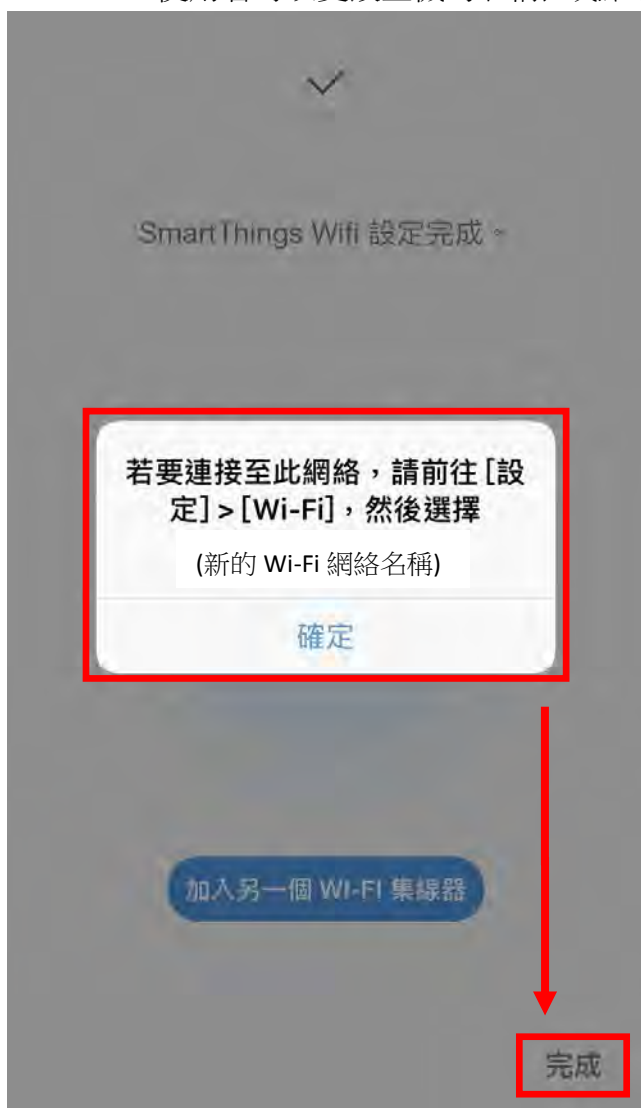 SmartThings Wifi 設定完成。
若要連接至此網絡，請前往 [設
定] > [Wi-Fi]，然後選擇
(新的 Wi-Fi 網絡名稱)
確定
加入另一個 WI-FI 集線器
完成